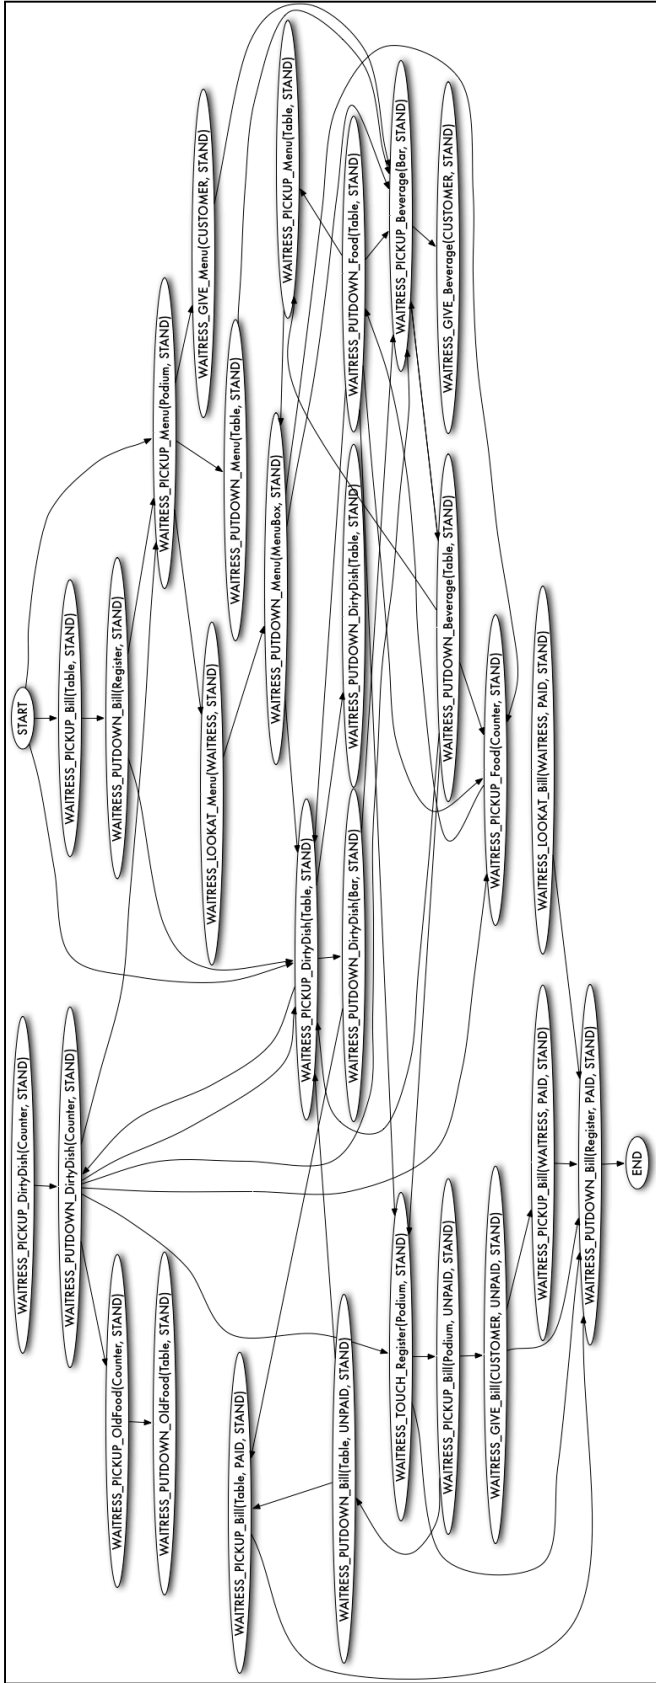 START
WAITRESS_PICKUP_DirtyDish(Counter, STAND)
WAITRESS_PICKUP_Bill(Table, STAND)
WAITRESS_PUTDOWN_DirtyDish(Counter, STAND)
WAITRESS_PUTDOWN_Bill(Register, STAND)
WAITRESS_PICKUP_OldFood(Counter, STAND)
WAITRESS_PICKUP_Menu(Podium, STAND)
WAITRESS_PUTDOWN_OldFood(Table, STAND)
WAITRESS_GIVE_Menu(CUSTOMER, STAND)
WAITRESS_LOOKAT_Menu(WAITRESS, STAND)
WAITRESS_PUTDOWN_Menu(Table, STAND)
WAITRESS_PICKUP_Bill(Table, PAID, STAND)
WAITRESS_PUTDOWN_Menu(MenuBox, STAND)
WAITRESS_PICKUP_Menu(Table, STAND)
WAITRESS_PICKUP_DirtyDish(Table, STAND)
WAITRESS_PUTDOWN_Bill(Table, UNPAID, STAND)
WAITRESS_PUTDOWN_DirtyDish(Bar, STAND)
WAITRESS_PUTDOWN_DirtyDish(Table, STAND)
WAITRESS_PUTDOWN_Food(Table, STAND)
WAITRESS_TOUCH_Register(Podium, STAND)
WAITRESS_PICKUP_Beverage(Bar, STAND)
WAITRESS_PICKUP_Bill(Podium, UNPAID, STAND)
WAITRESS_PUTDOWN_Beverage(Table, STAND)
WAITRESS_GIVE_Beverage(CUSTOMER, STAND)
WAITRESS_GIVE_Bill(CUSTOMER, UNPAID, STAND)
WAITRESS_PICKUP_Food(Counter, STAND)
WAITRESS_PICKUP_Bill(WAITRESS, PAID, STAND)
WAITRESS_LOOKAT_Bill(WAITRESS, PAID, STAND)
WAITRESS_PUTDOWN_Bill(Register, PAID, STAND)
END